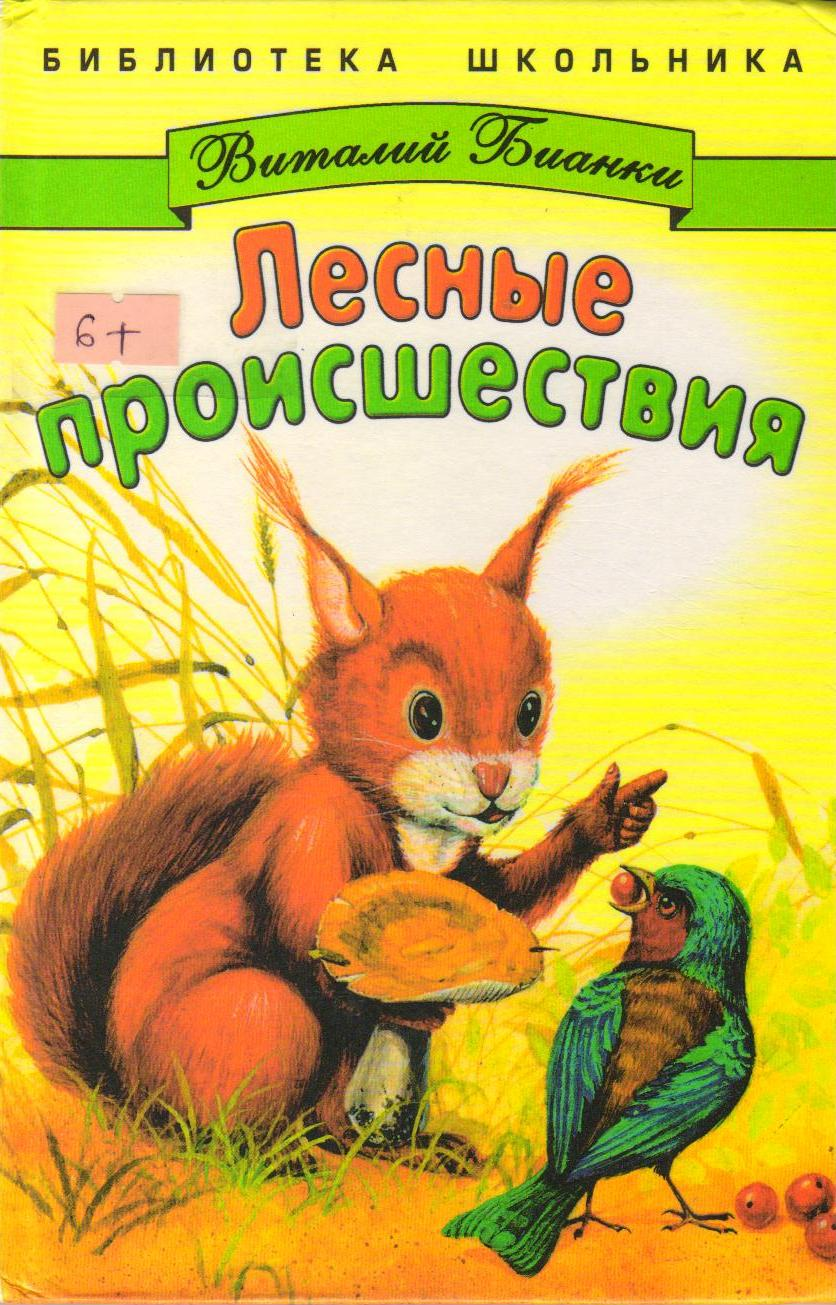 БИБЛИОТЕКА ШКОЛЬНИКА
Виталий Бианки
Лесные
6+
происшествия